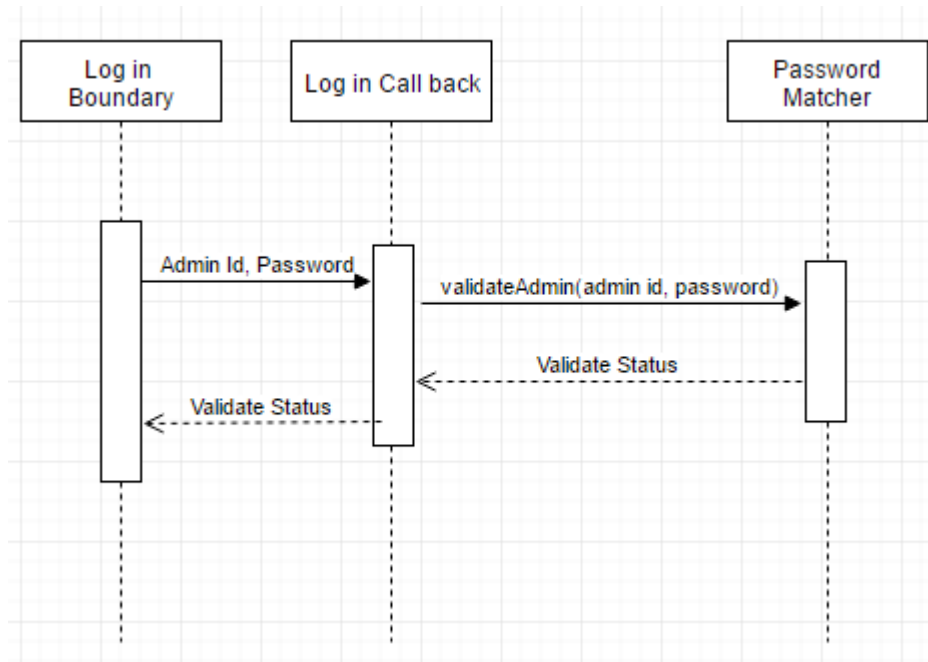 Log in
Boundary
Log in Call back
Password
Matcher
Admin Id, Password
validateAdmin(admin id, password)
Validate Status
Validate Status